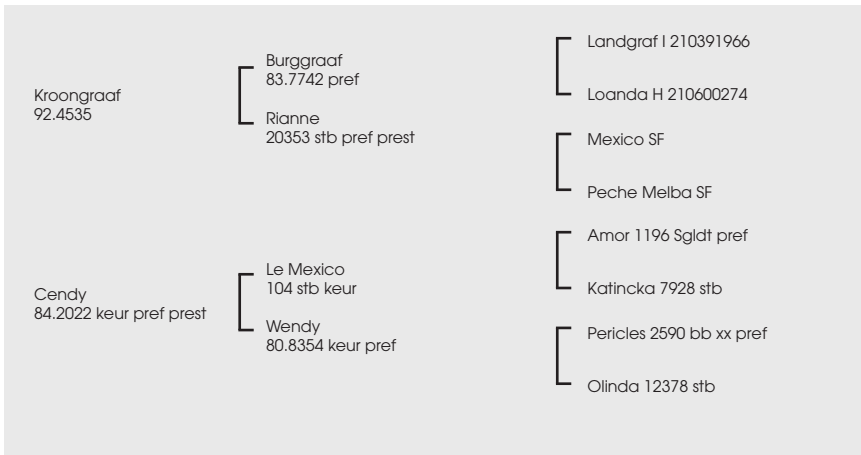 Kroongraaf
92.4535
Cendy
84.2022 keur pref prest
Burggraaf
83.7742 pref
Rianne
20353 stb pref prest
Le Mexico
104 stb keur
Wendy
80.8354 keur pref
Landgraf I 210391966
Loanda H 210600274
Mexico SF
Peche Melba SF
Amor 1196 Sgldt pref
Katincka 7928 stb
Pericles 2590 bb xx pref
Olinda 12378 stb